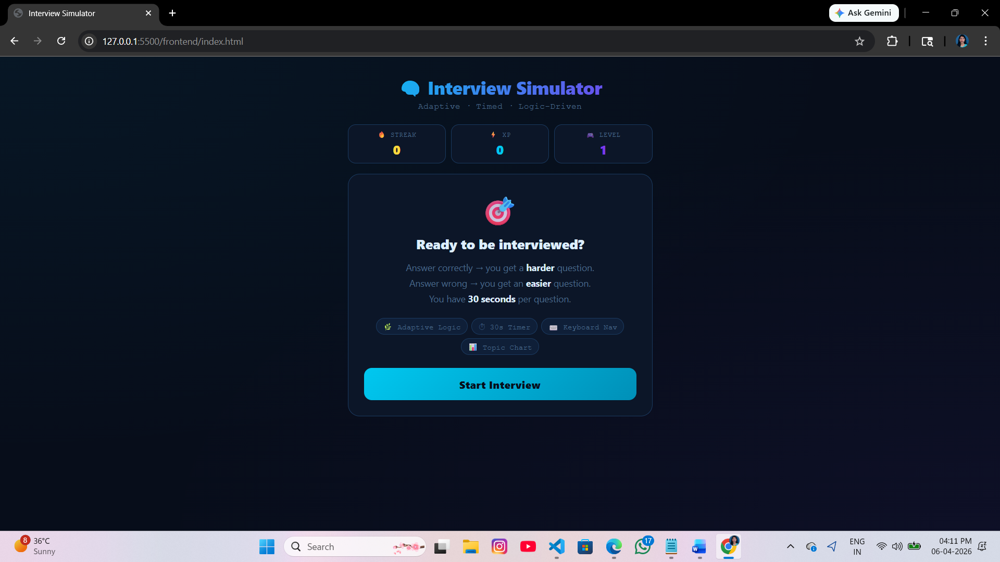 Interview Simulator
Ask Gemini
127.0.0.1:5500/frontend/index.html
Interview Simulator
Adaptive · Timed · Logic-Driven
STREAK
0
XP
0
LEVEL
1
Ready to be interviewed?
Answer correctly → you get a harder question.
Answer wrong → you get an easier question.
You have 30 seconds per question.
Adaptive Logic
30s Timer
Keyboard Nav
Topic Chart
Start Interview
8
36°C
Sunny
Search
17
W
ENG
IN
04:11 PM
06-04-2026